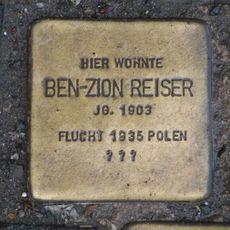 HIER WOHNTE
BEN-ZION REISER
JG. 1903
FLUCHT 1935 POLEN
? ? ?